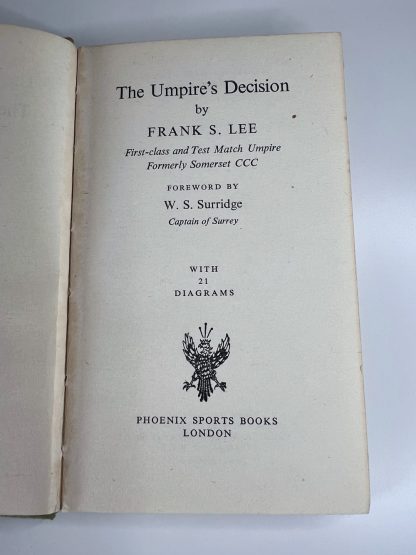 The Umpire's Decision
by
FRANK S. LEE
First-class and Test Match Umpire
Formerly Somerset CCC
FOREWORD BY
W. S. Surridge
Captain of Surrey
WITH
21
DIAGRAMS
PHOENIX SPORTS BOOKS
LONDON